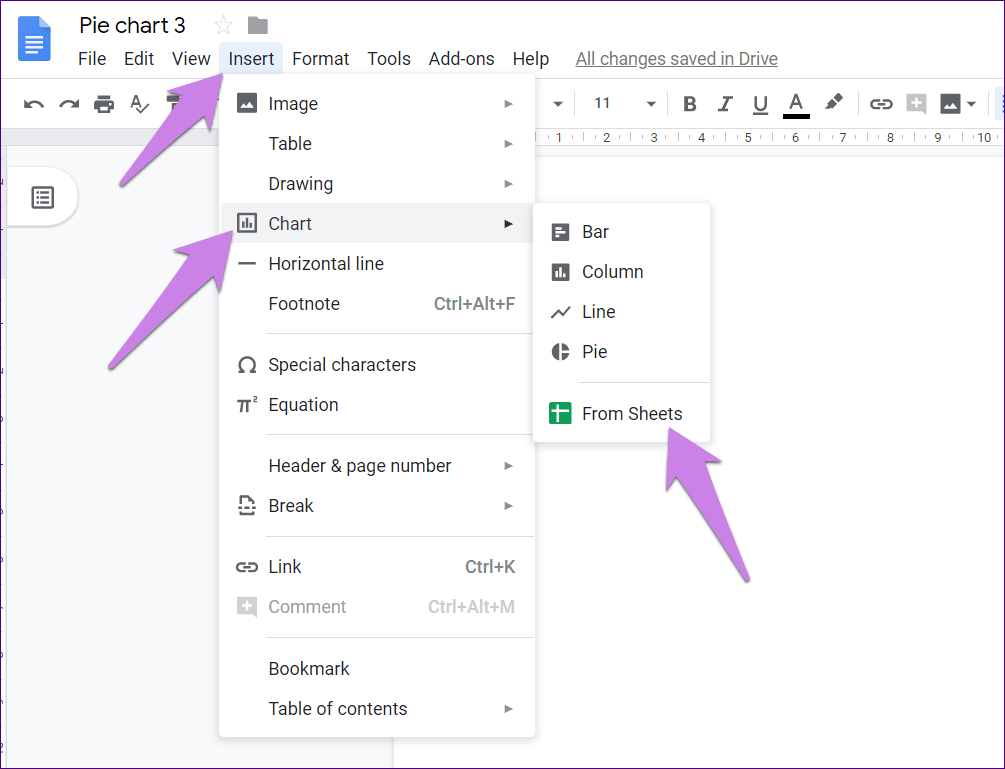 Pie chart 3
File Edit View Insert Format Tools Add-ons Help All changes saved in Drive
11 B I U A
1 2 3 4 5 6 7 8 9 10
Image
Table
Drawing
Chart
Horizontal line
Footnote Ctrl+Alt+F
Ω Special characters
π² Equation
Header & page number
Break
Link Ctrl+K
Comment Ctrl+Alt+M
Bookmark
Table of contents
Bar
Column
Line
Pie
From Sheets